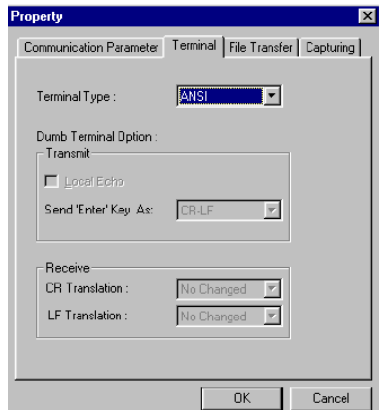 Property
Communication Parameter Terminal File Transfer Capturing
Terminal Type : ANSI
Dumb Terminal Option :
Transmit
Local Echo
Send 'Enter' Key As: CR-LF
Receive
CR Translation : No Changed
LF Translation : No Changed
OK Cancel